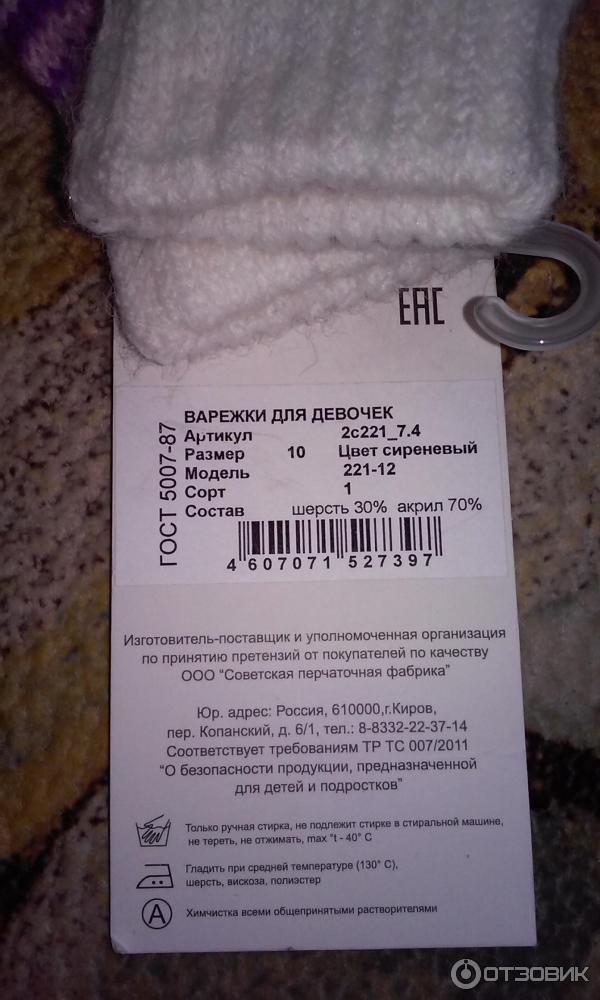 EAC
ГОСТ 5007-87
ВАРЕЖКИ ДЛЯ ДЕВОЧЕК
Артикул 2с221_7.4
Размер 10 Цвет сиреневый
Модель 221-12
Сорт 1
Состав шерсть 30% акрил 70%
4 607071 527397
Изготовитель-поставщик и уполномоченная организация
по принятию претензий от покупателей по качеству
ООО "Советская перчаточная фабрика"
Юр. адрес: Россия, 610000,г.Киров,
пер. Копанский, д. 6/1, тел.: 8-8332-22-37-14
Соответствует требованиям ТР ТС 007/2011
"О безопасности продукции, предназначенной
для детей и подростков"
Только ручная стирка, не подлежит стирке в стиральной машине,
не тереть, не отжимать, max °t - 40° C
Гладить при средней температуре (130° C),
шерсть, вискоза, полиэстер
A
Химчистка всеми общепринятыми растворителями
ОТЗОВИК